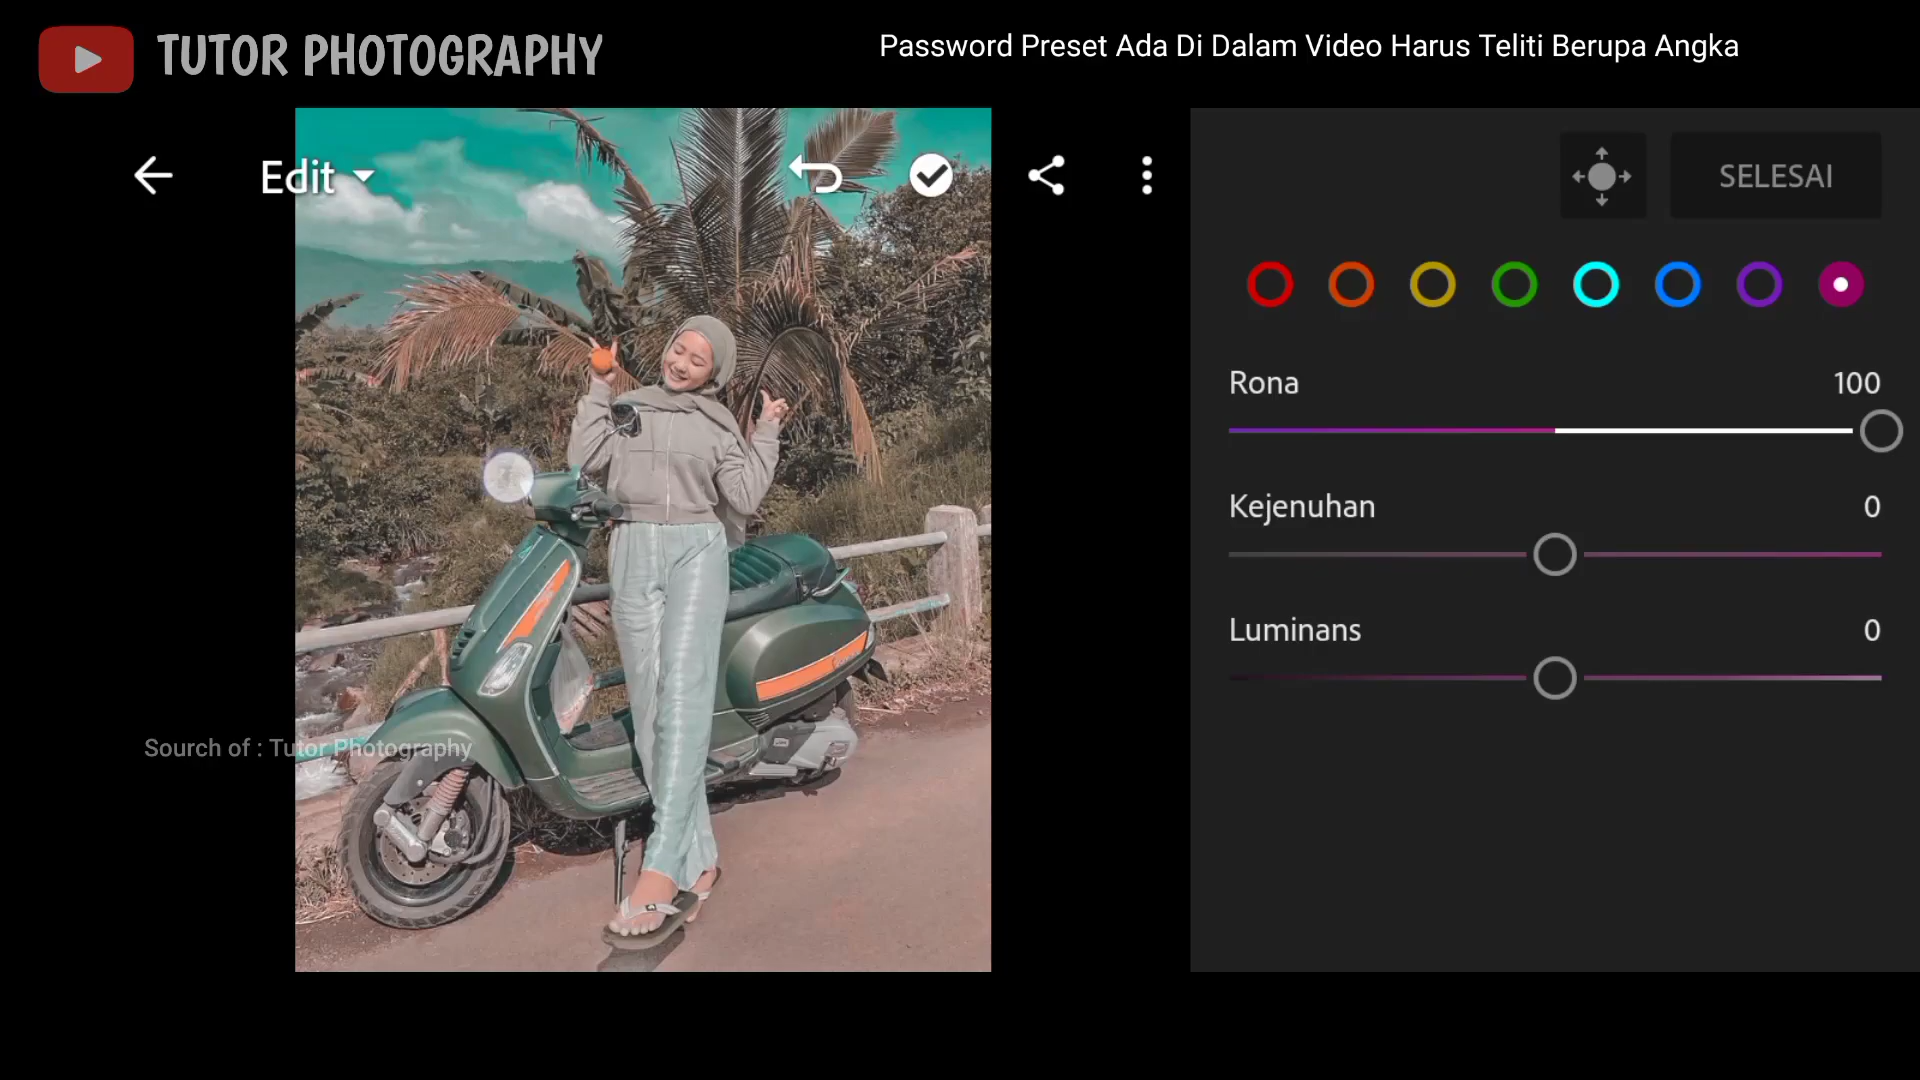 TUTOR PHOTOGRAPHY
Password Preset Ada Di Dalam Video Harus Teliti Berupa Angka
Edit
SELESAI
Rona 100
Kejenuhan 0
Luminans 0
Sourch of : Tutor Photography